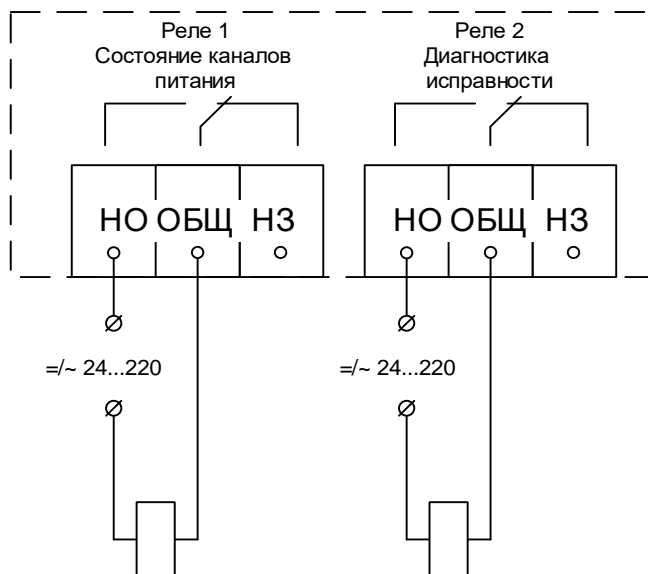 Реле 1
Состояние каналов
питания
Реле 2
Диагностика
исправности
НО ОБЩ НЗ
НО ОБЩ НЗ
=/~ 24...220
=/~ 24...220